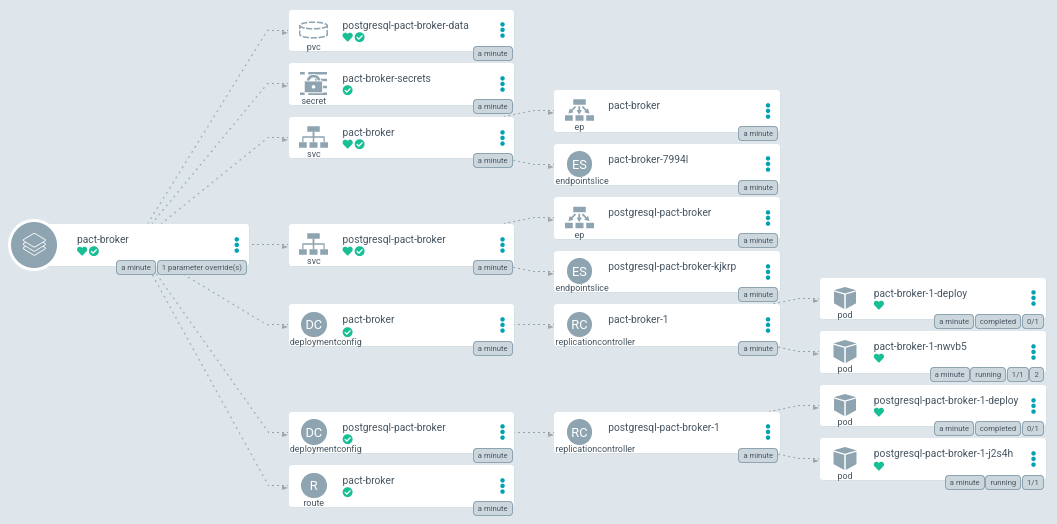 pact-broker
a minute
1 parameter override(s)
postgresql-pact-broker-data
pvc
a minute
pact-broker-secrets
secret
a minute
pact-broker
svc
a minute
postgresql-pact-broker
svc
a minute
DC
pact-broker
deploymentconfig
a minute
DC
postgresql-pact-broker
deploymentconfig
a minute
R
pact-broker
route
a minute
pact-broker
ep
a minute
ES
pact-broker-7994l
endpointslice
a minute
postgresql-pact-broker
ep
a minute
ES
postgresql-pact-broker-kjkrp
endpointslice
a minute
RC
pact-broker-1
replicationcontroller
a minute
RC
postgresql-pact-broker-1
replicationcontroller
a minute
pact-broker-1-deploy
pod
a minute completed 0/1
pact-broker-1-nwvb5
pod
a minute running 1/1 2
postgresql-pact-broker-1-deploy
pod
a minute completed 0/1
postgresql-pact-broker-1-j2s4h
pod
a minute running 1/1